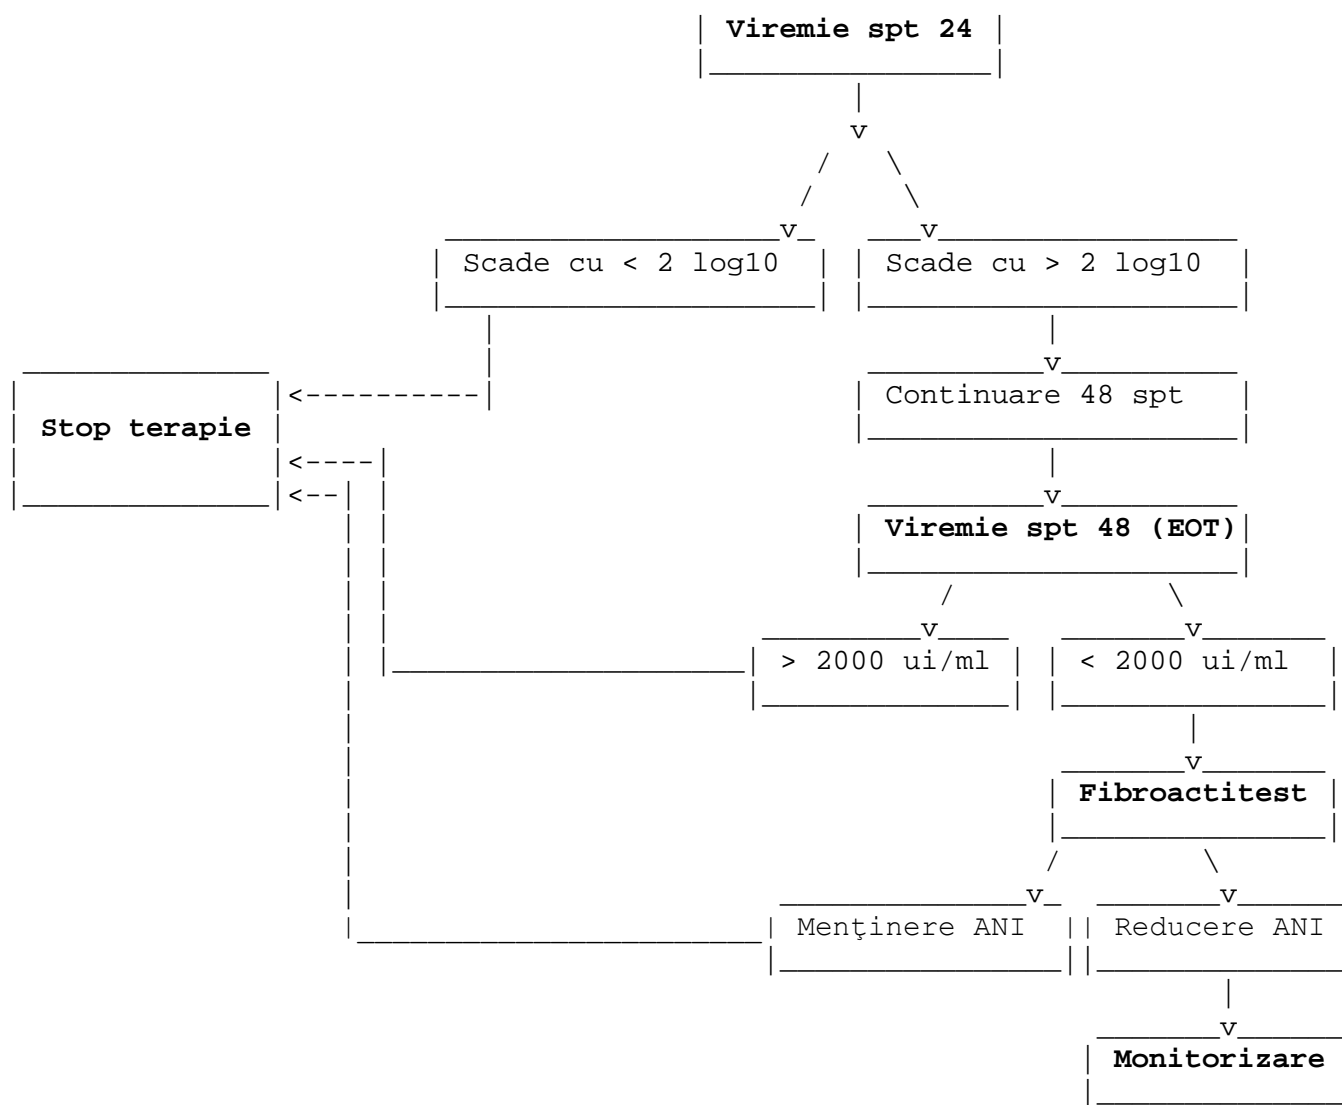 Viremie spt 24
Scade cu < 2 log10
Scade cu > 2 log10
Continuare 48 spt
Stop terapie
Viremie spt 48 (EOT)
> 2000 ui/ml
< 2000 ui/ml
Fibroactitest
Menţinere ANI
Reducere ANI
Monitorizare